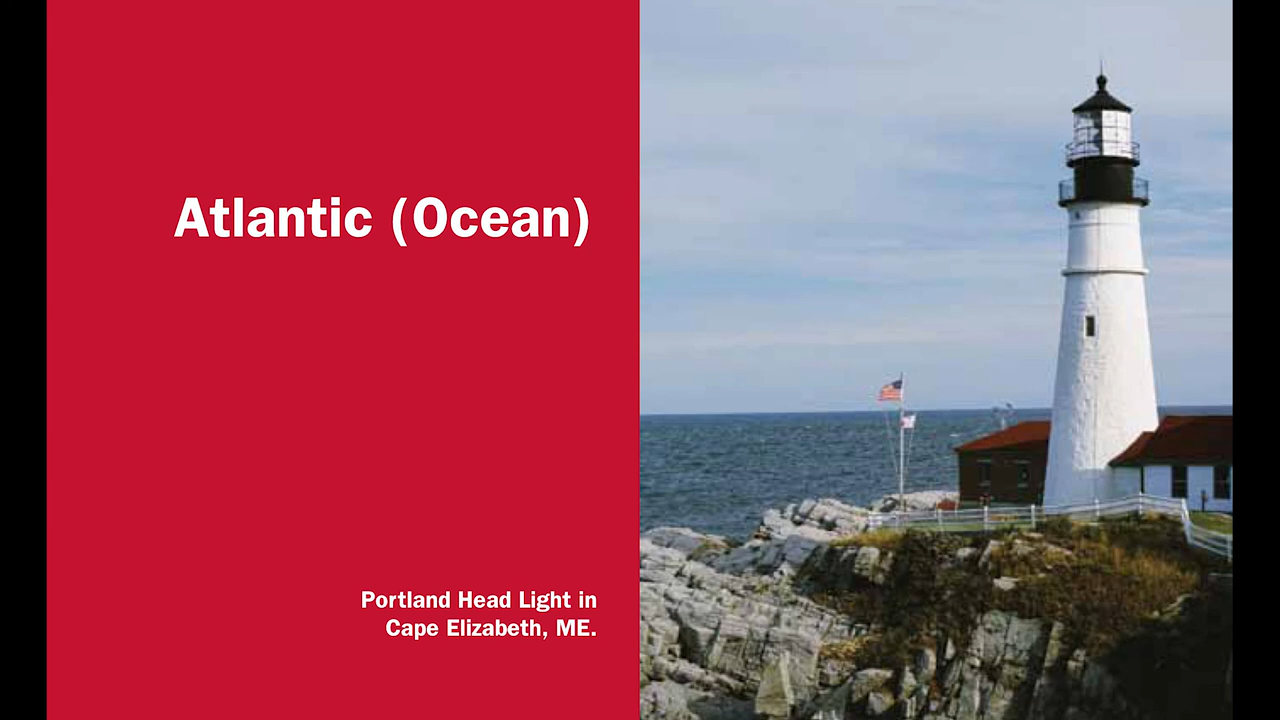 Atlantic (Ocean)
Portland Head Light in
Cape Elizabeth, ME.